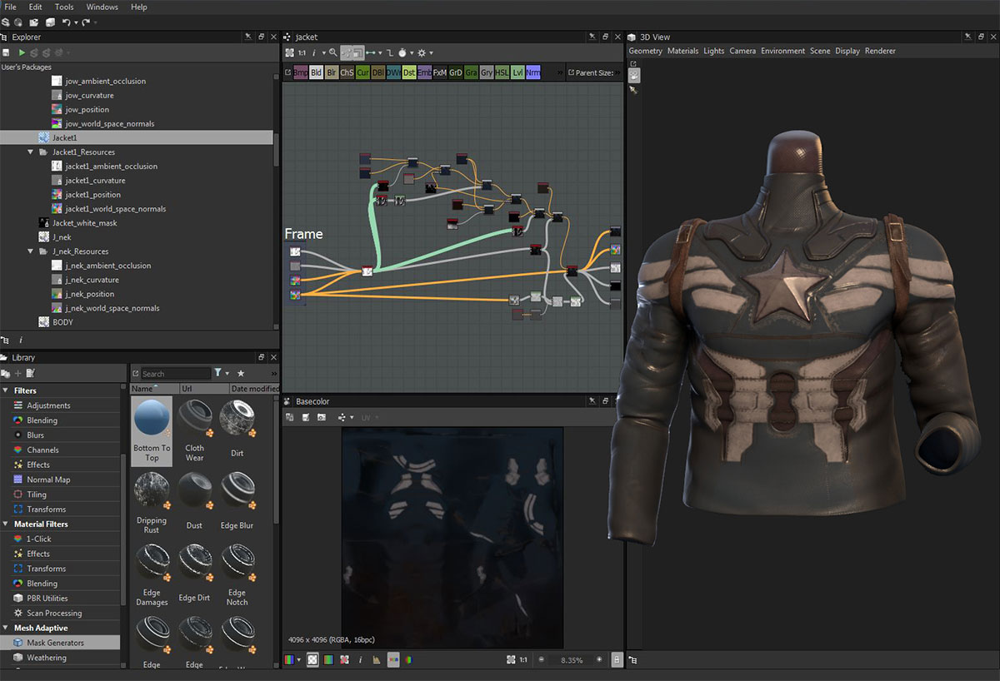 File Edit Tools Windows Help
Explorer
User's Packages
jow_ambient_occlusion
jow_curvature
jow_position
jow_world_space_normals
Jacket1
Jacket1_Resources
jacket1_ambient_occlusion
jacket1_curvature
jacket1_position
jacket1_world_space_normals
Jacket_white_mask
J_nek
J_nek_Resources
j_nek_ambient_occlusion
j_nek_curvature
j_nek_position
j_nek_world_space_normals
BODY
Library
Filters
Adjustments
Blending
Blurs
Channels
Effects
Normal Map
Tiling
Transforms
Material Filters
1-Click
Effects
Transforms
Blending
PBR Utilities
Scan Processing
Mesh Adaptive
Mask Generators
Weathering
Search
Name Url Date modified
Bottom To
Top
Cloth
Wear
Dirt
Dripping
Rust
Dust
Edge Blur
Edge
Damages
Edge Dirt
Edge
Notch
Edge
Edge
jacket
1:1
Bmp Bld Blr ChS Cur DBl DWr Dst Emb FxM GrD Gra Gry HSL Lvl Nrm
Parent Size:
Frame
Basecolor
UV
4096 x 4096 (RGBA, 16bpc)
1:1 8.35%
3D View
Geometry Materials Lights Camera Environment Scene Display Renderer